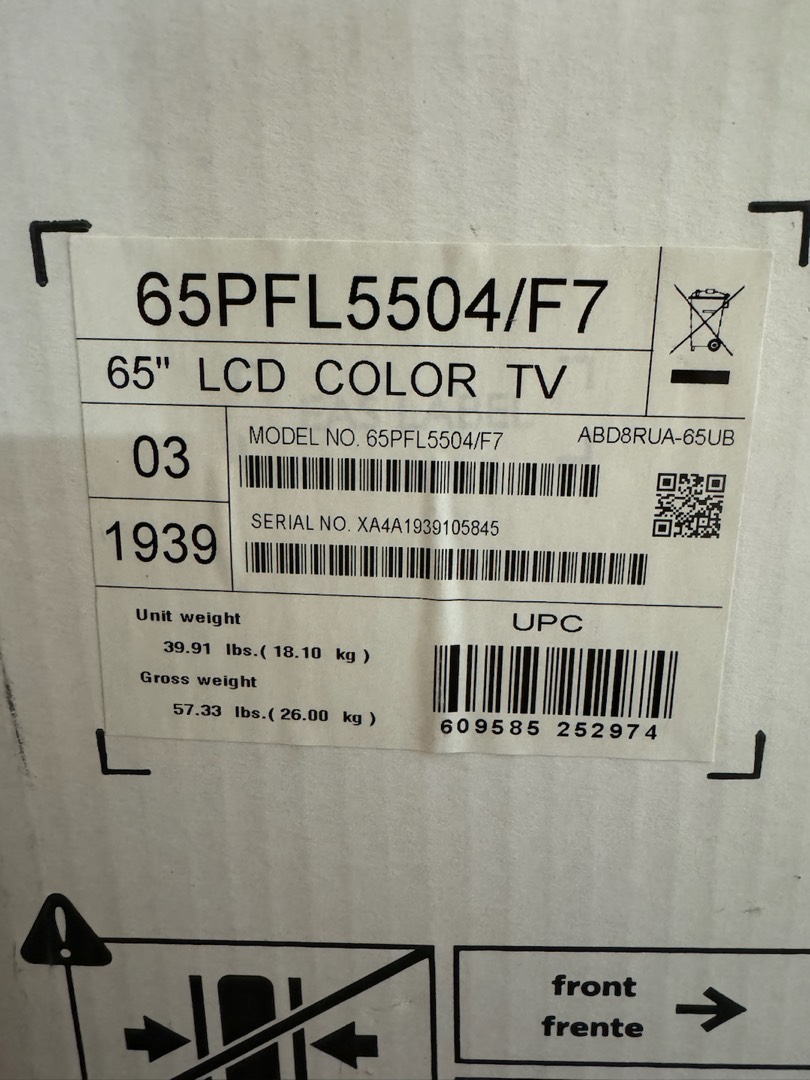 65PFL5504/F7
65" LCD COLOR TV
03
MODEL NO. 65PFL5504/F7
ABD8RUA-65UB
1939
SERIAL NO. XA4A1939105845
Unit weight
39.91 lbs.( 18.10 kg )
Gross weight
57.33 lbs.( 26.00 kg )
UPC
609585 252974
front
frente